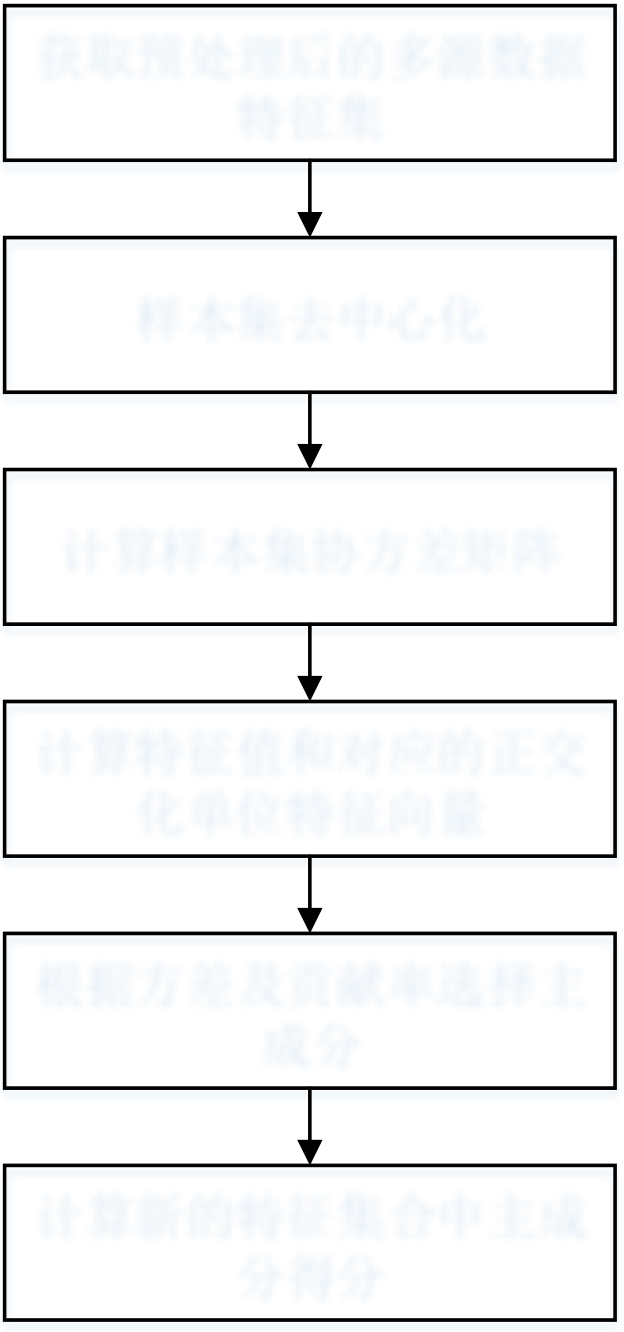 获取预处理后的多源数据
特征集
样本集去中心化
计算样本集协方差矩阵
计算特征值和对应的正交
化单位特征向量
根据方差及贡献率选择主
成分
计算新的特征集合中主成
分得分